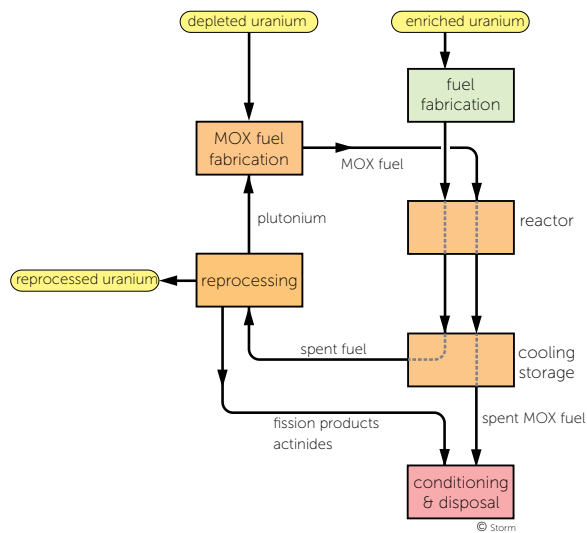 depleted uranium
enriched uranium
fuel
fabrication
MOX fuel
fabrication
MOX fuel
plutonium
reactor
reprocessed uranium
reprocessing
spent fuel
cooling
storage
fission products
actinides
spent MOX fuel
conditioning
& disposal
© Storm